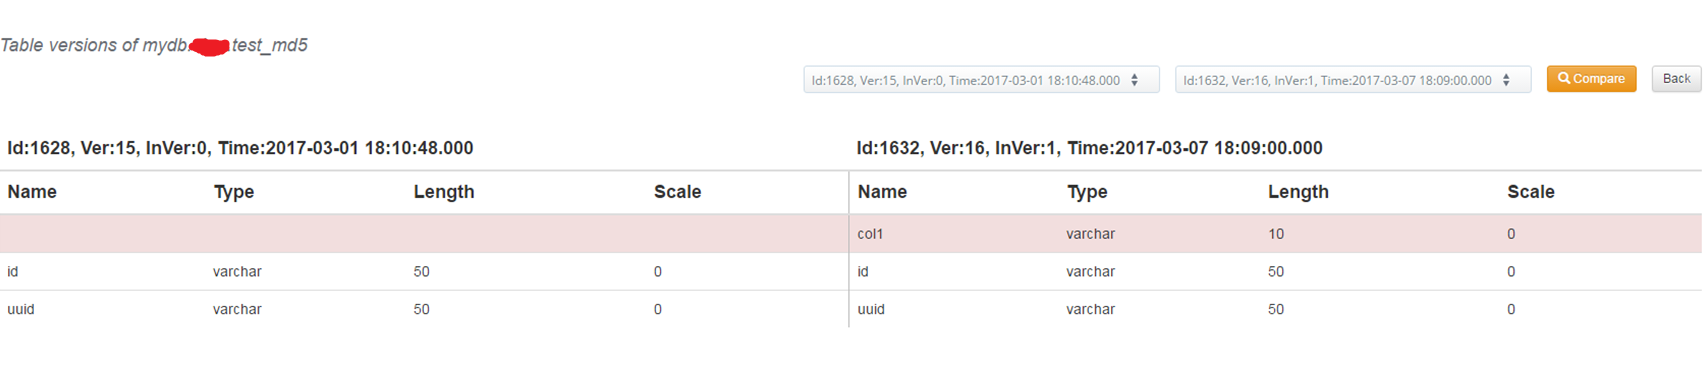 Table versions of mydb. .test_md5
Id:1628, Ver:15, InVer:0, Time:2017-03-01 18:10:48.000 Id:1632, Ver:16, InVer:1, Time:2017-03-07 18:09:00.000 Compare Back
Id:1628, Ver:15, InVer:0, Time:2017-03-01 18:10:48.000 Id:1632, Ver:16, InVer:1, Time:2017-03-07 18:09:00.000
Name Type Length Scale Name Type Length Scale
col1 varchar 10 0
id varchar 50 0 id varchar 50 0
uuid varchar 50 0 uuid varchar 50 0